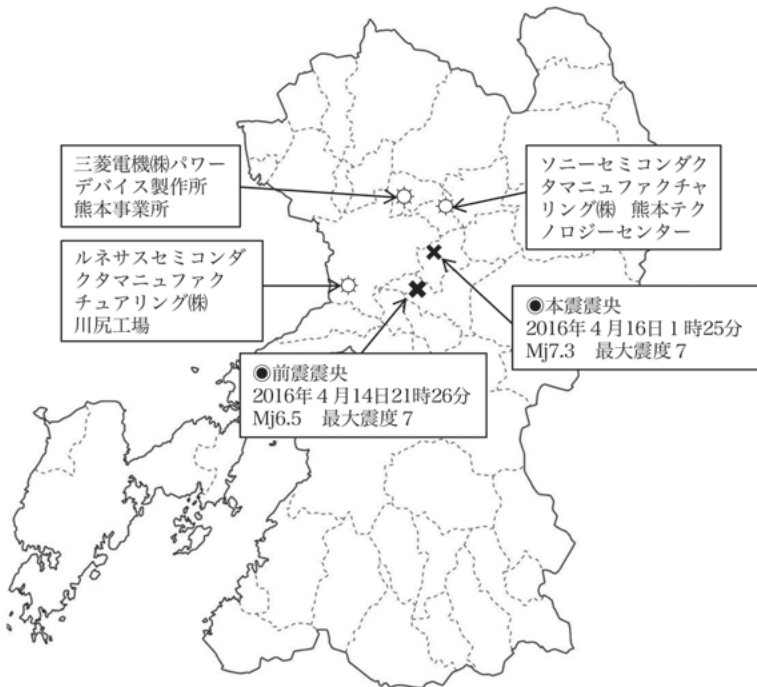 三菱電機㈱パワー
デバイス製作所
熊本事業所
ソニーセミコンダク
タマニュファクチャ
リング㈱　熊本テク
ノロジーセンター
ルネサスセミコンダ
クタマニュファク
チュアリング㈱
川尻工場
◉本震震央
2016年４月16日１時25分
Mj7.3　最大震度７
◉前震震央
2016年４月14日21時26分
Mj6.5　最大震度７